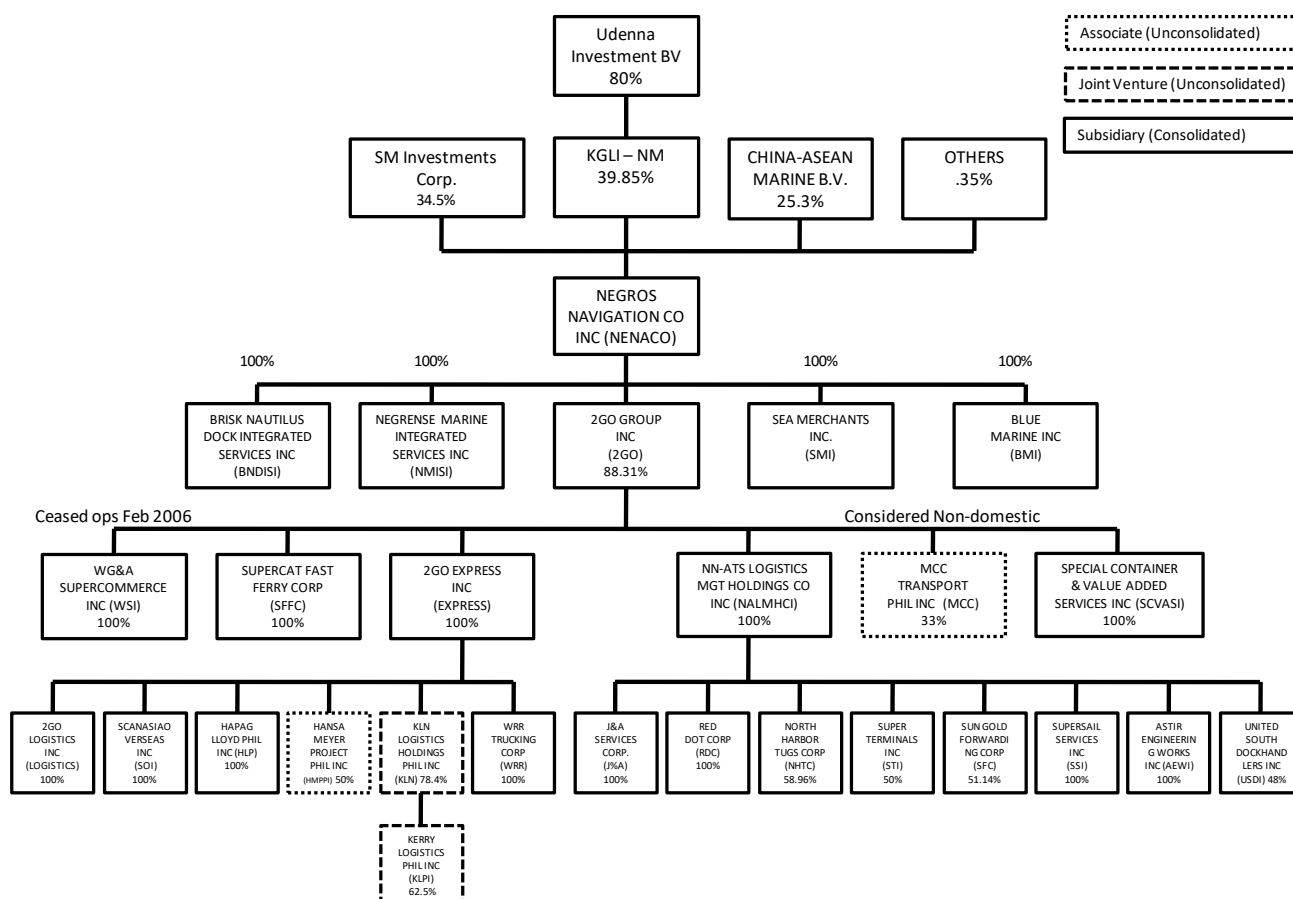 Udenna
Investment BV
80%
Associate (Unconsolidated)
Joint Venture (Unconsolidated)
Subsidiary (Consolidated)
SM Investments
Corp.
34.5%
KGLI – NM
39.85%
CHINA-ASEAN
MARINE B.V.
25.3%
OTHERS
.35%
NEGROS
NAVIGATION CO
INC (NENACO)
100%
100%
100%
100%
BRISK NAUTILUS
DOCK INTEGRATED
SERVICES INC
(BNDISI)
NEGRENSE MARINE
INTEGRATED
SERVICES INC
(NMISI)
2GO GROUP
INC
(2GO)
88.31%
SEA MERCHANTS
INC.
(SMI)
BLUE
MARINE INC
(BMI)
Ceased ops Feb 2006
Considered Non-domestic
WG&A
SUPERCOMMERCE
INC (WSI)
100%
SUPERCAT FAST
FERRY CORP
(SFFC)
100%
2GO EXPRESS
INC
(EXPRESS)
100%
NN-ATS LOGISTICS
MGT HOLDINGS CO
INC (NALMHCI)
100%
MCC
TRANSPORT
PHIL INC (MCC)
33%
SPECIAL CONTAINER
& VALUE ADDED
SERVICES INC (SCVASI)
100%
2GO
LOGISTICS
INC
(LOGISTICS)
100%
SCANASIAO
VERSEAS
INC
(SOI)
100%
HAPAG
LLOYD PHIL
INC (HLP)
100%
HANSA
MEYER
PROJECT
PHIL INC
(HMPPI) 50%
KLN
LOGISTICS
HOLDINGS
PHIL INC
(KLN) 78.4%
WRR
TRUCKING
CORP
(WRR)
100%
J&A
SERVICES
CORP.
(J%A)
100%
RED
DOT CORP
(RDC)
100%
NORTH
HARBOR
TUGS CORP
(NHTC)
58.96%
SUPER
TERMINALS
INC
(STI)
50%
SUN GOLD
FORWARDI
NG CORP
(SFC)
51.14%
SUPERSAIL
SERVICES
INC
(SSI)
100%
ASTIR
ENGINEERIN
G WORKS
INC (AEWI)
100%
UNITED
SOUTH
DOCKHAND
LERS INC
(USDI) 48%
KERRY
LOGISTICS
PHIL INC
(KLPI)
62.5%